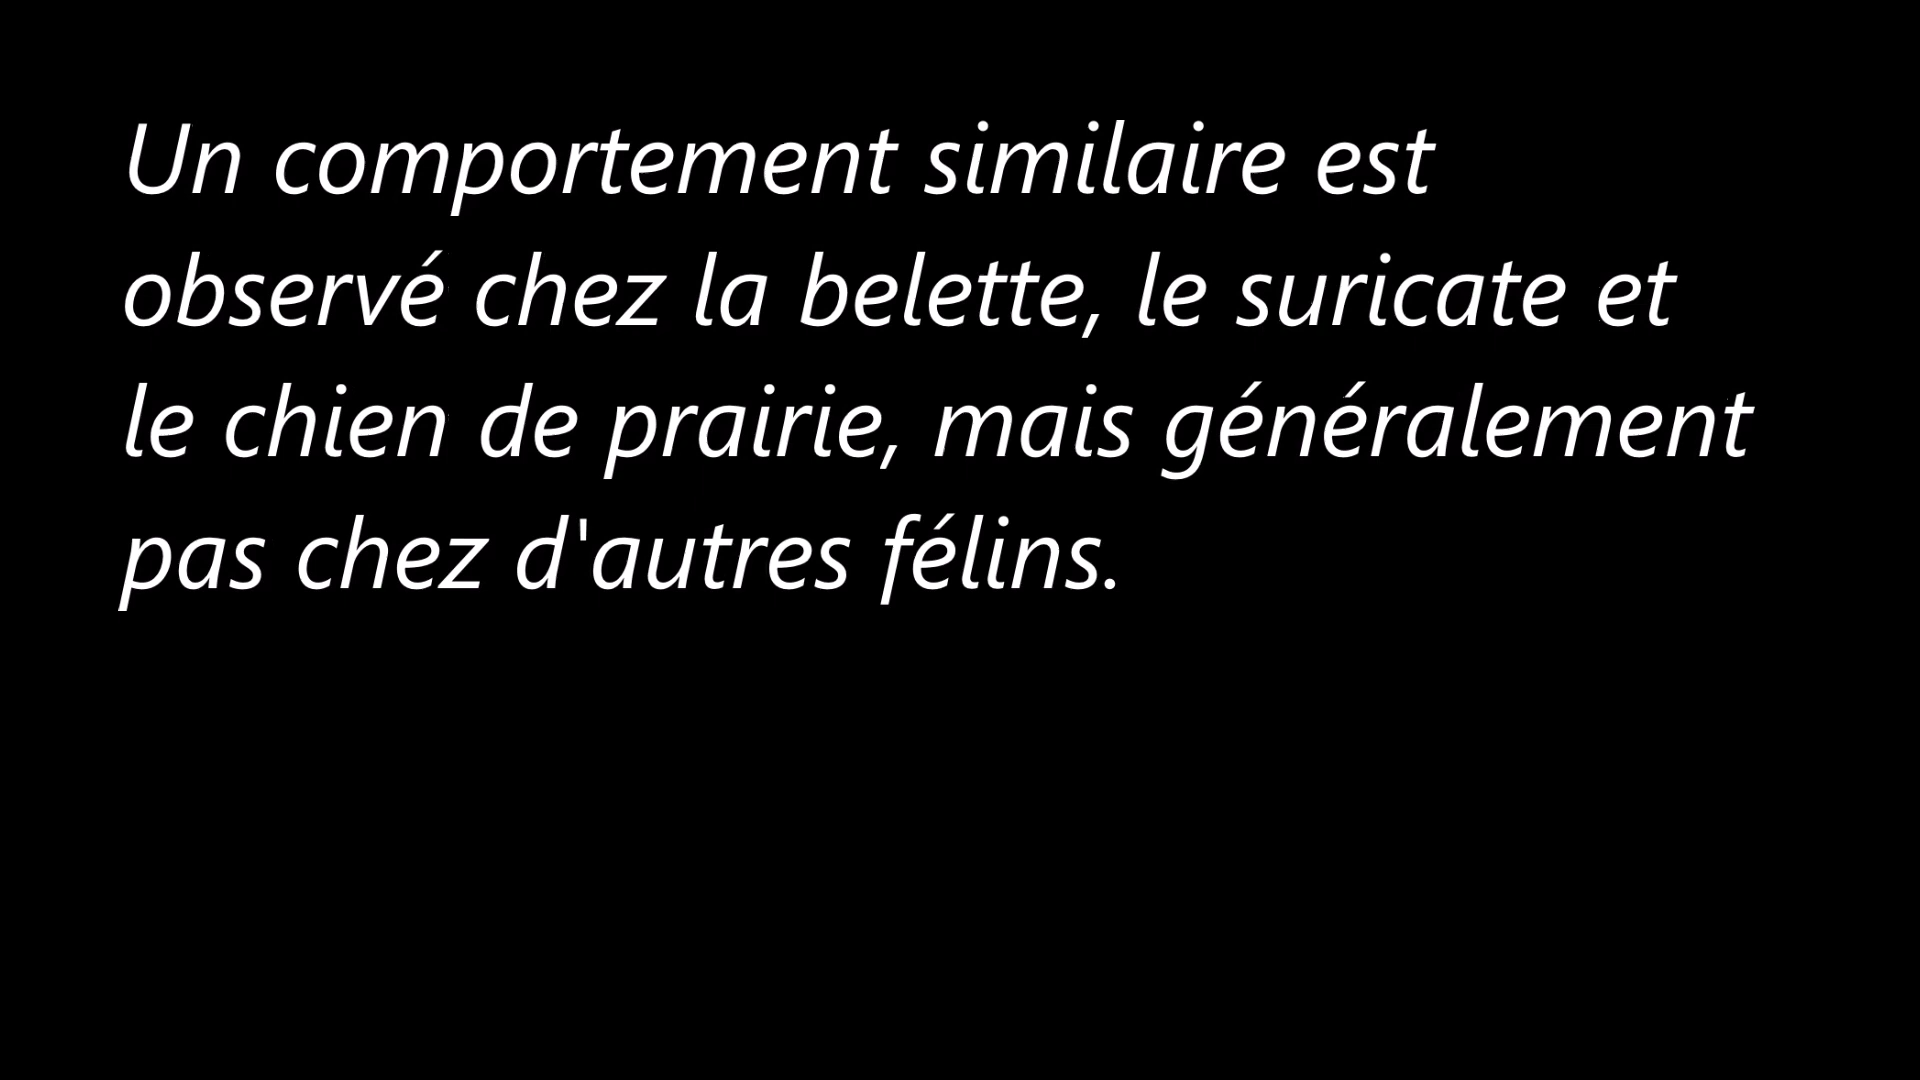 Un comportement similaire est
observé chez la belette, le suricate et
le chien de prairie, mais généralement
pas chez d'autres félins.